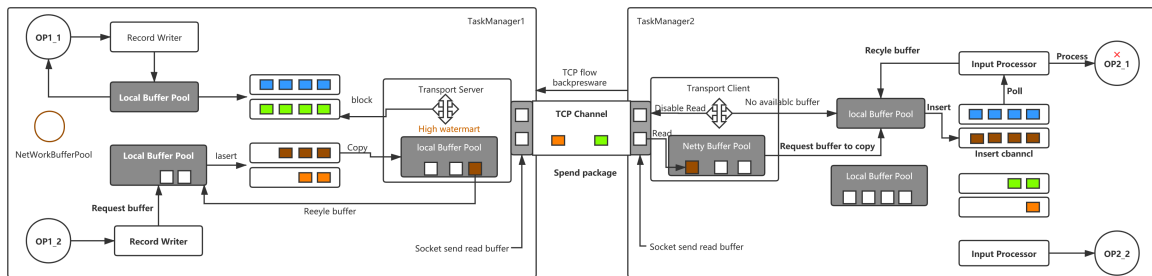 TaskManager1
TaskManager2
OP1_1
Record Writer
Local Buffer Pool
NetWorkBufferPool
Local Buffer Pool
Iasert
Request buffer
OP1_2
Record Writer
block
Copy
Reeyle buffer
Transport Server
High watermart
local Buffer Pool
Socket send read buffer
TCP flow
backpresware
TCP Channel
Spend package
Transport Client
Disable Read
Read
Netty Buffer Pool
Socket send read buffer
No availablc buffer
Request buffer to copy
Recyle buffer
local Buffer Pool
Insert
Local Buffer Pool
Input Processor
Process
OP2_1
Poll
Insert cbanncl
Input Processor
OP2_2